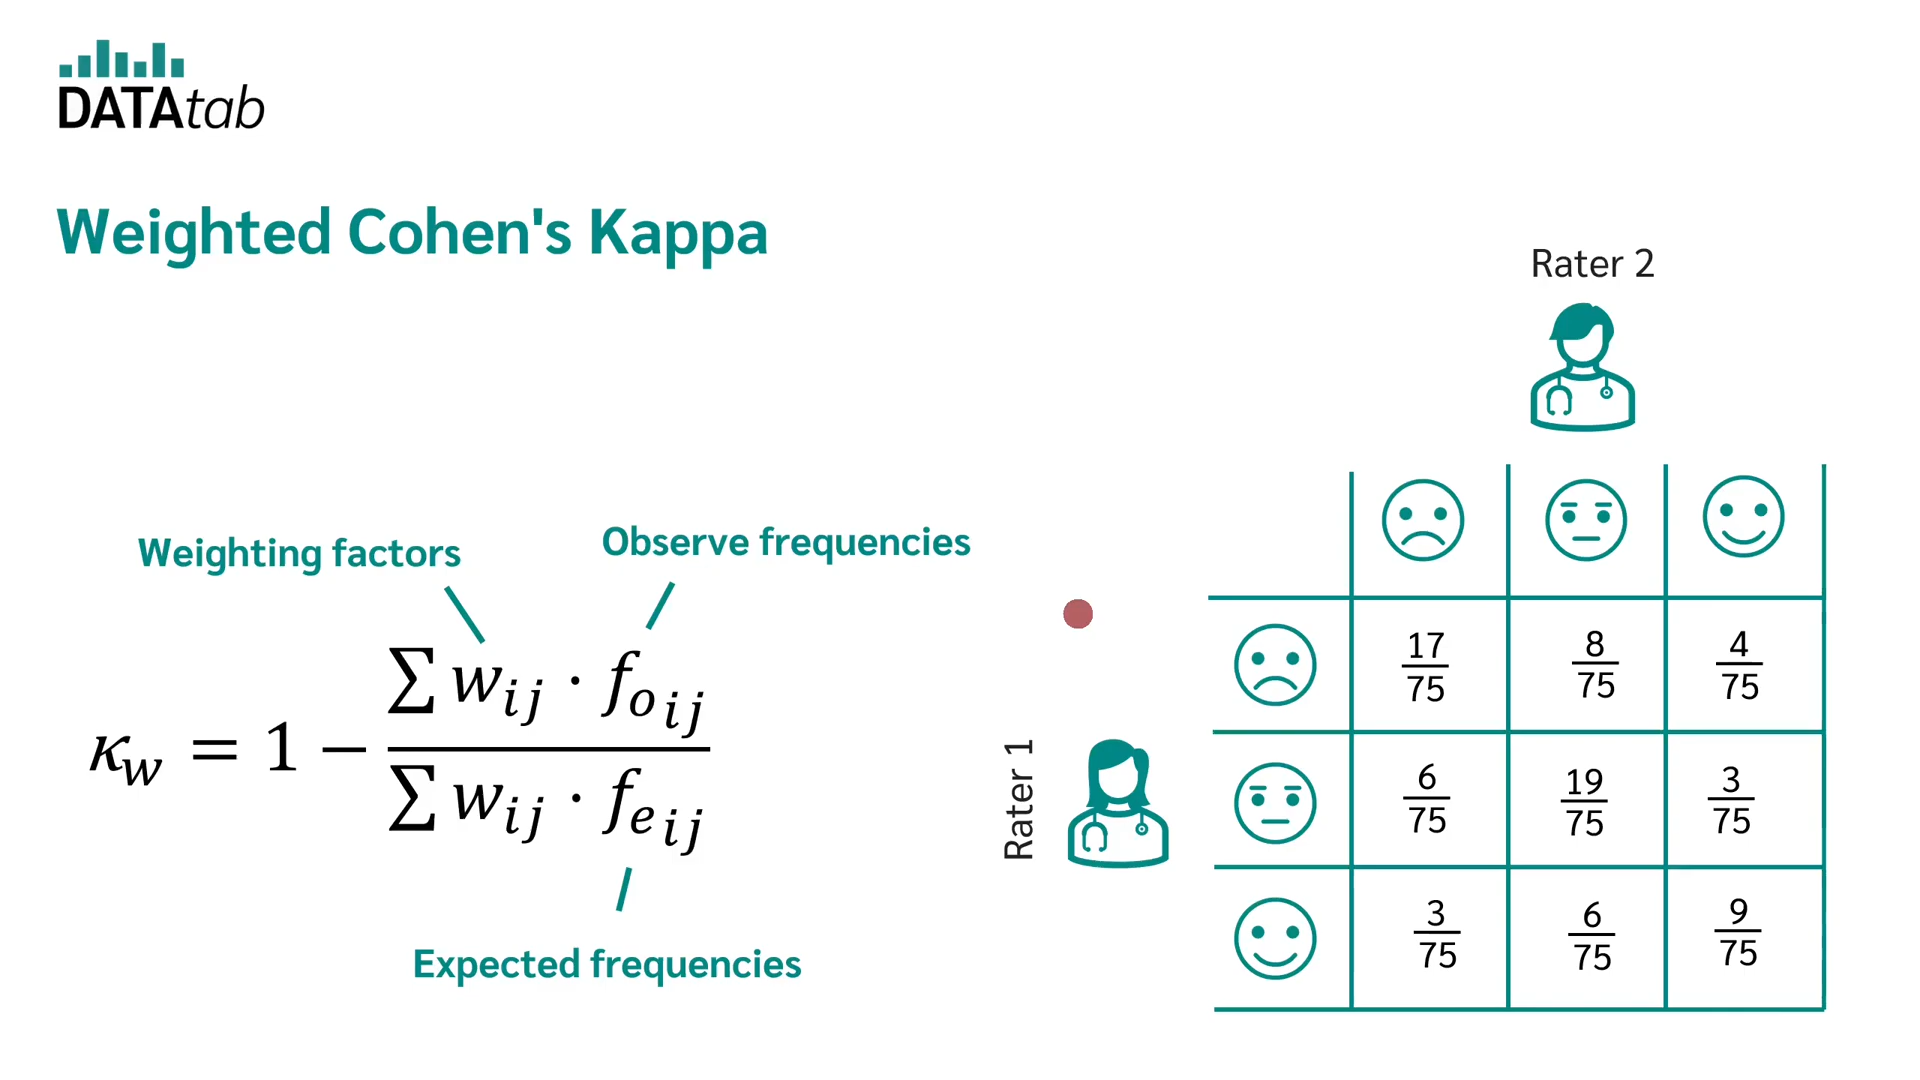 DATAtab
Weighted Cohen's Kappa
Rater 2
Weighting factors
Observe frequencies
κ_w = 1 − (∑ w_ij · f_o_ij) / (∑ w_ij · f_e_ij)
Expected frequencies
Rater 1
17/75 8/75 4/75
6/75 19/75 3/75
3/75 6/75 9/75